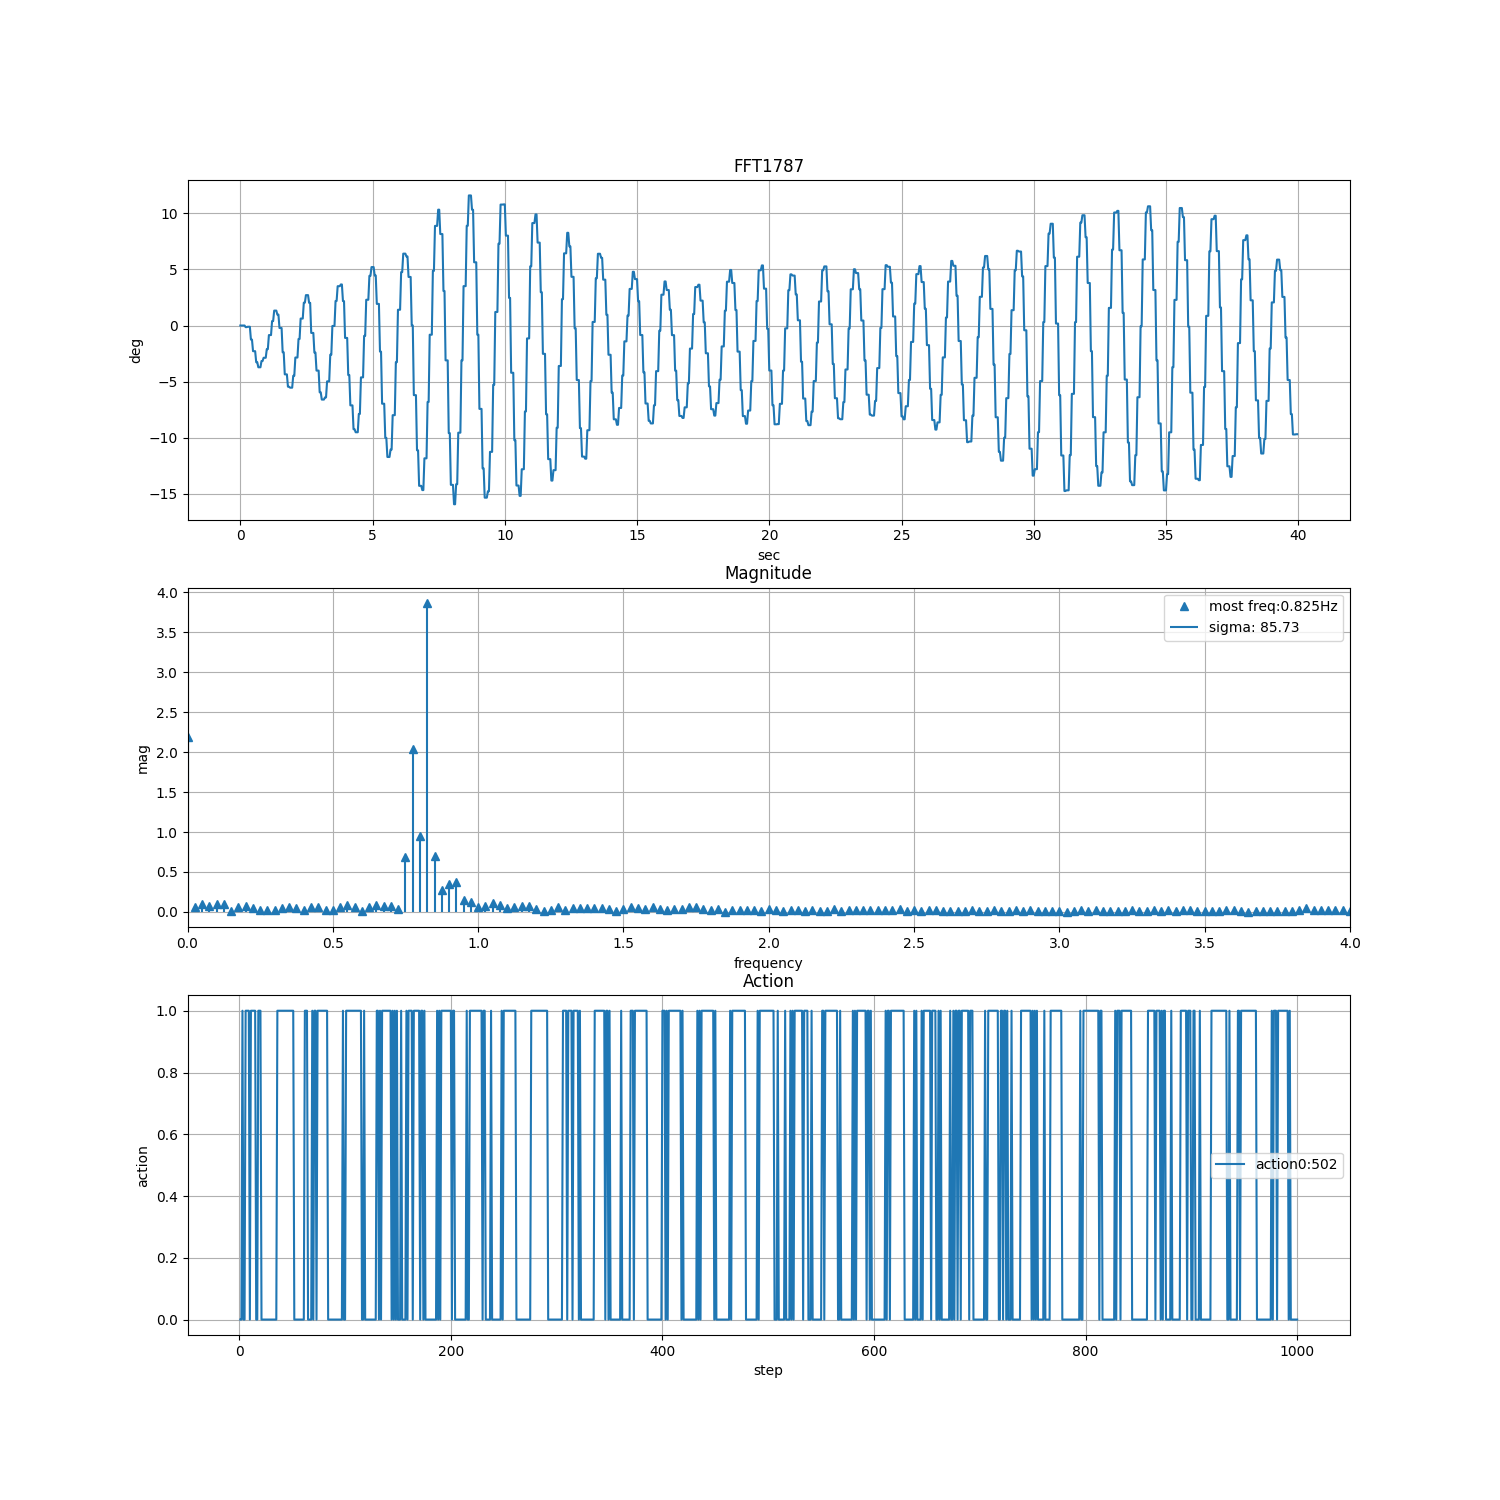 FFT1787
10
5
0
−5
−10
−15
deg
0 5 10 15 20 25 30 35 40
sec
Magnitude
4.0
3.5
3.0
2.5
2.0
1.5
1.0
0.5
0.0
mag
most freq:0.825Hz
sigma: 85.73
0.0 0.5 1.0 1.5 2.0 2.5 3.0 3.5 4.0
frequency
Action
1.0
0.8
0.6
0.4
0.2
0.0
action
action0:502
0 200 400 600 800 1000
step